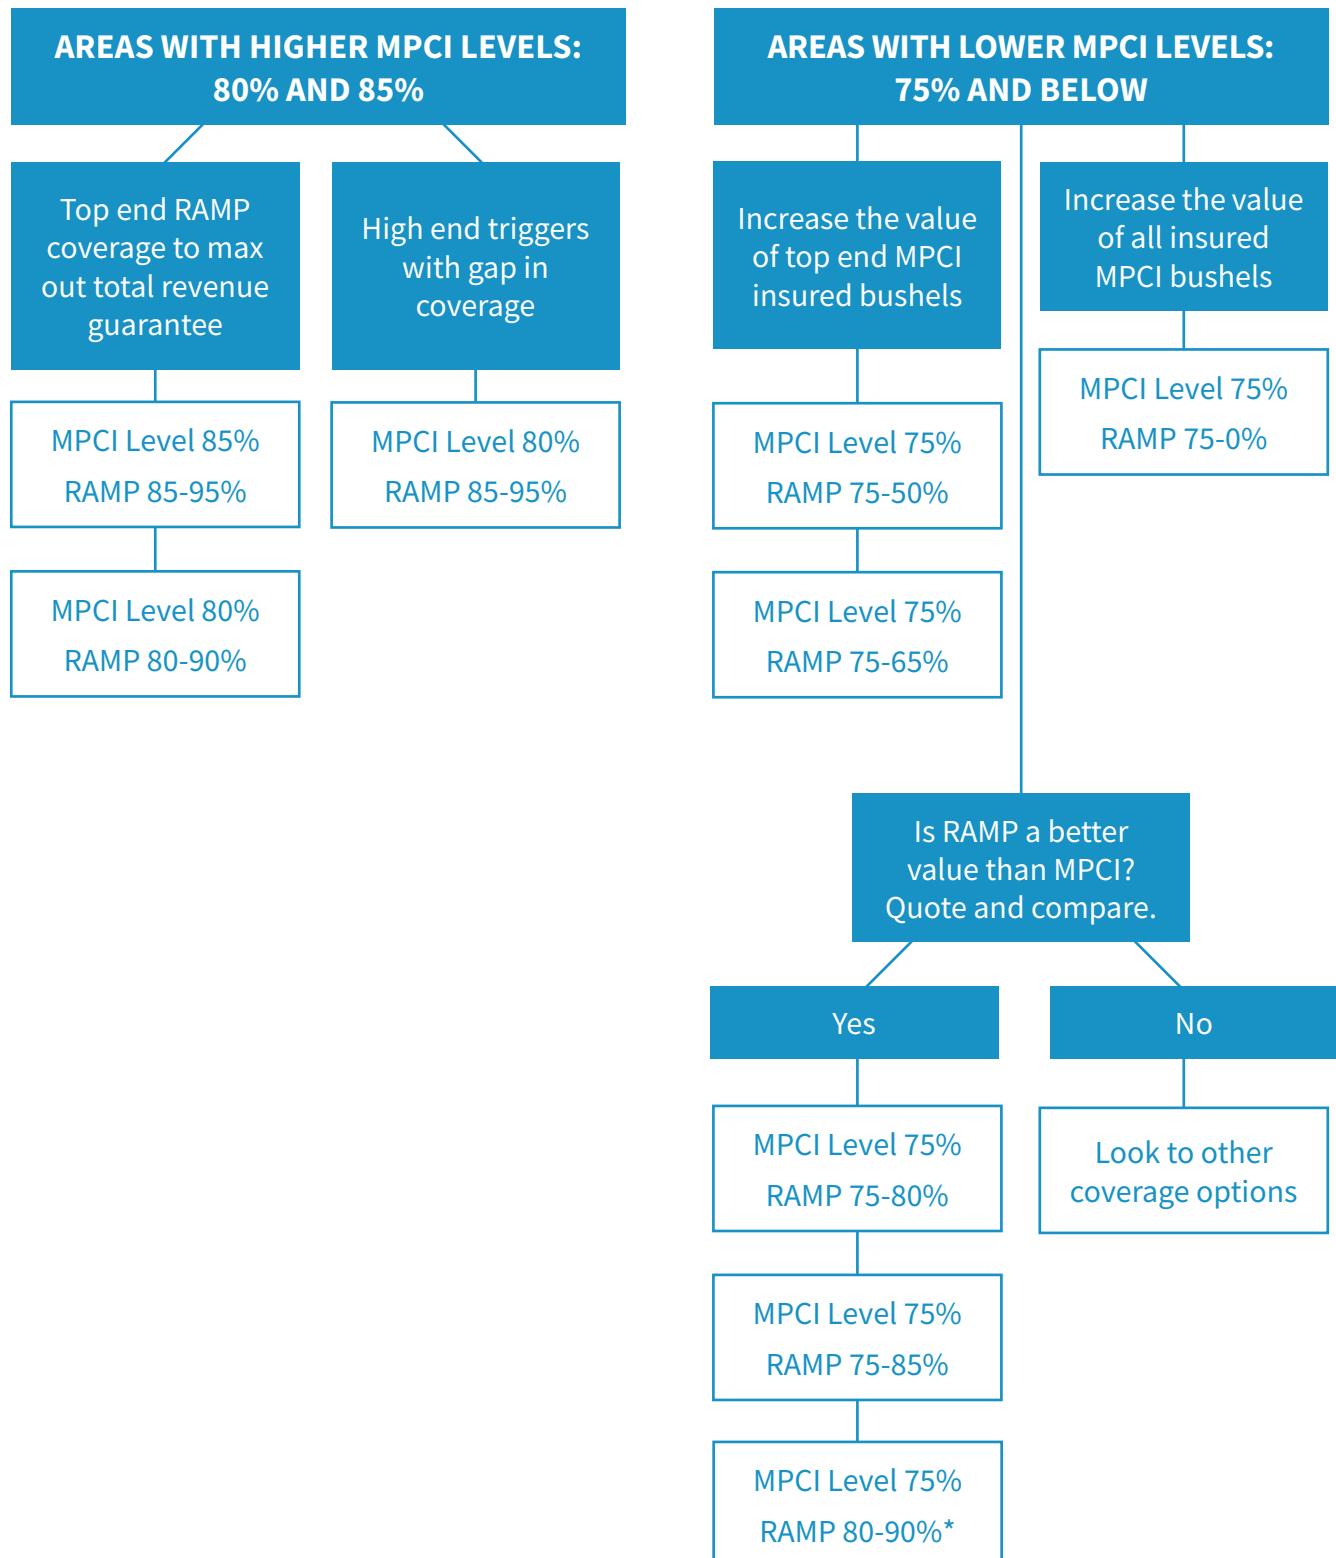 AREAS WITH HIGHER MPCI LEVELS:
80% AND 85%
Top end RAMP
coverage to max
out total revenue
guarantee
High end triggers
with gap in
coverage
MPCI Level 85%
RAMP 85-95%
MPCI Level 80%
RAMP 85-95%
MPCI Level 80%
RAMP 80-90%
AREAS WITH LOWER MPCI LEVELS:
75% AND BELOW
Increase the value
of top end MPCI
insured bushels
Increase the value
of all insured
MPCI bushels
MPCI Level 75%
RAMP 75-50%
MPCI Level 75%
RAMP 75-0%
MPCI Level 75%
RAMP 75-65%
Is RAMP a better
value than MPCI?
Quote and compare.
Yes
No
MPCI Level 75%
RAMP 75-80%
Look to other
coverage options
MPCI Level 75%
RAMP 75-85%
MPCI Level 75%
RAMP 80-90%*